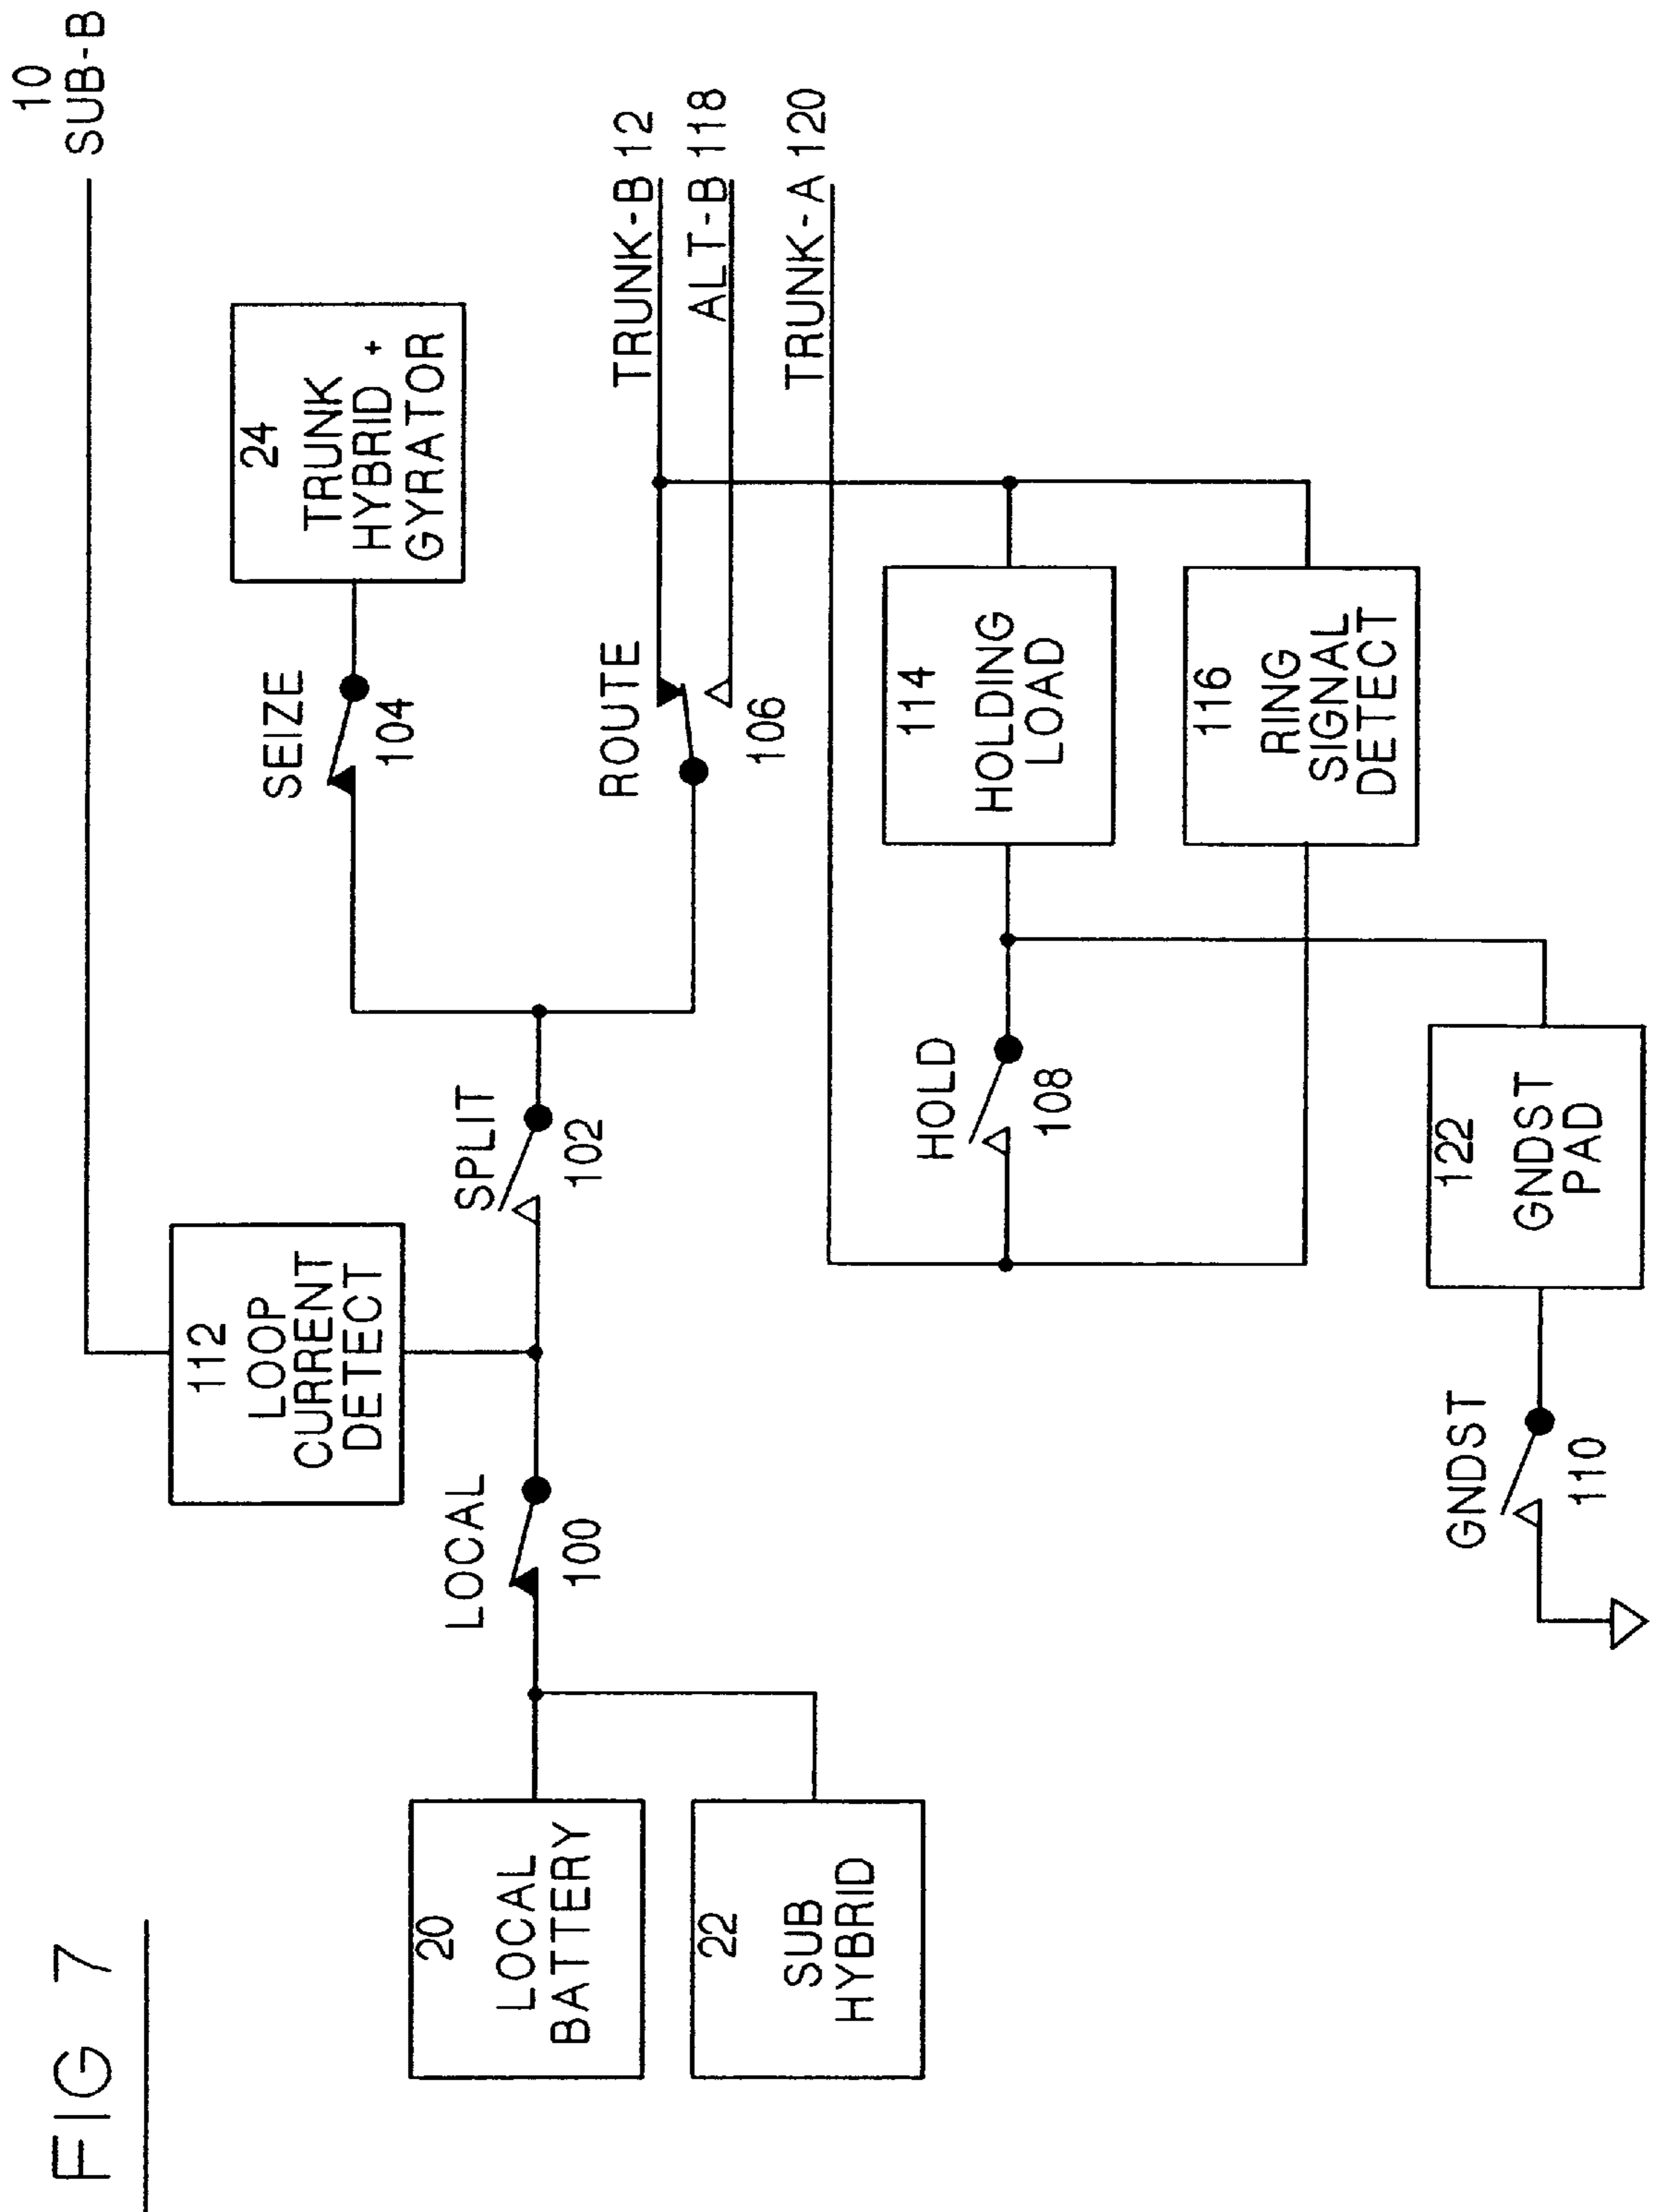 FIG 7
10
SUB-B
112
LOOP
CURRENT
DETECT
24
TRUNK
HYBRID +
GYRATOR
SEIZE
104
LOCAL
100
SPLIT
102
ROUTE
106
TRUNK-B 12
ALT-B 118
TRUNK-A 120
20
LOCAL
BATTERY
22
SUB
HYBRID
HOLD
108
114
HOLDING
LOAD
116
RING
SIGNAL
DETECT
GNDST
110
122
GNDST
PAD